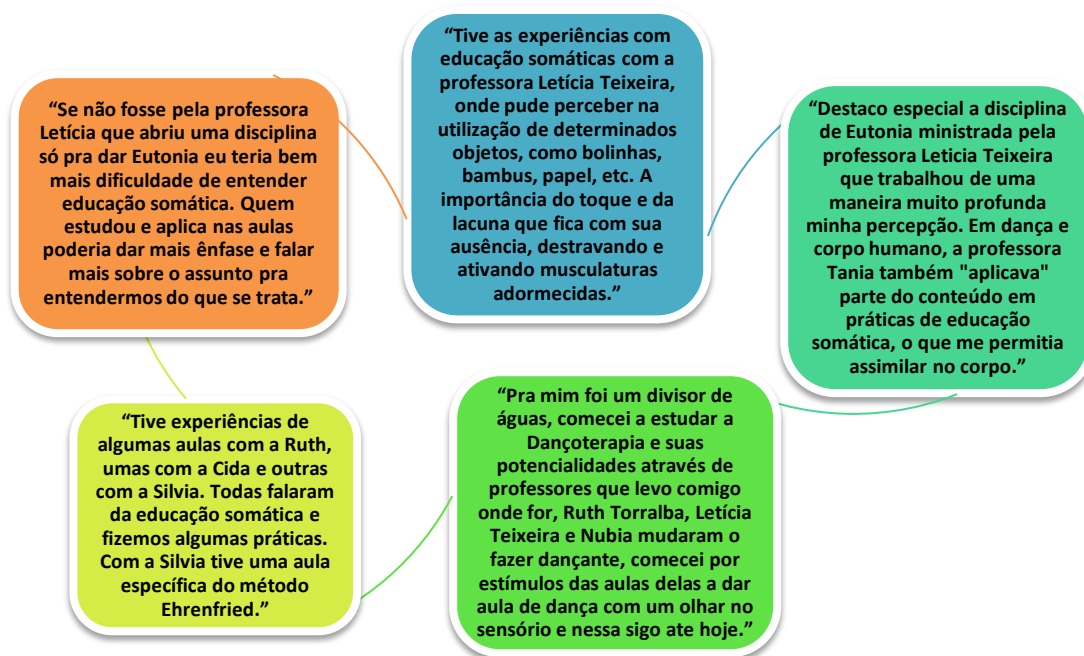 “Tive as experiências com
educação somáticas com a
professora Letícia Teixeira,
onde pude perceber na
utilização de determinados
objetos, como bolinhas,
bambus, papel, etc. A
importância do toque e da
lacuna que fica com sua
ausência, destravando e
ativando musculaturas
adormecidas.”
“Destaco especial a disciplina
de Eutonia ministrada pela
professora Leticia Teixeira
que trabalhou de uma
maneira muito profunda
minha percepção. Em dança e
corpo humano, a professora
Tania também "aplicava"
parte do conteúdo em
práticas de educação
somática, o que me permitia
assimilar no corpo.”
“Pra mim foi um divisor de
águas, comecei a estudar a
Dançoterapia e suas
potencialidades através de
professores que levo comigo
onde for, Ruth Torralba, Letícia
Teixeira e Nubia mudaram o
fazer dançante, comecei por
estímulos das aulas delas a dar
aula de dança com um olhar no
sensório e nessa sigo ate hoje.”
“Tive experiências de
algumas aulas com a Ruth,
umas com a Cida e outras
com a Silvia. Todas falaram
da educação somática e
fizemos algumas práticas.
Com a Silvia tive uma aula
específica do método
Ehrenfried.”
“Se não fosse pela professora
Letícia que abriu uma disciplina
só pra dar Eutonia eu teria bem
mais dificuldade de entender
educação somática. Quem
estudou e aplica nas aulas
poderia dar mais ênfase e falar
mais sobre o assunto pra
entendermos do que se trata.”